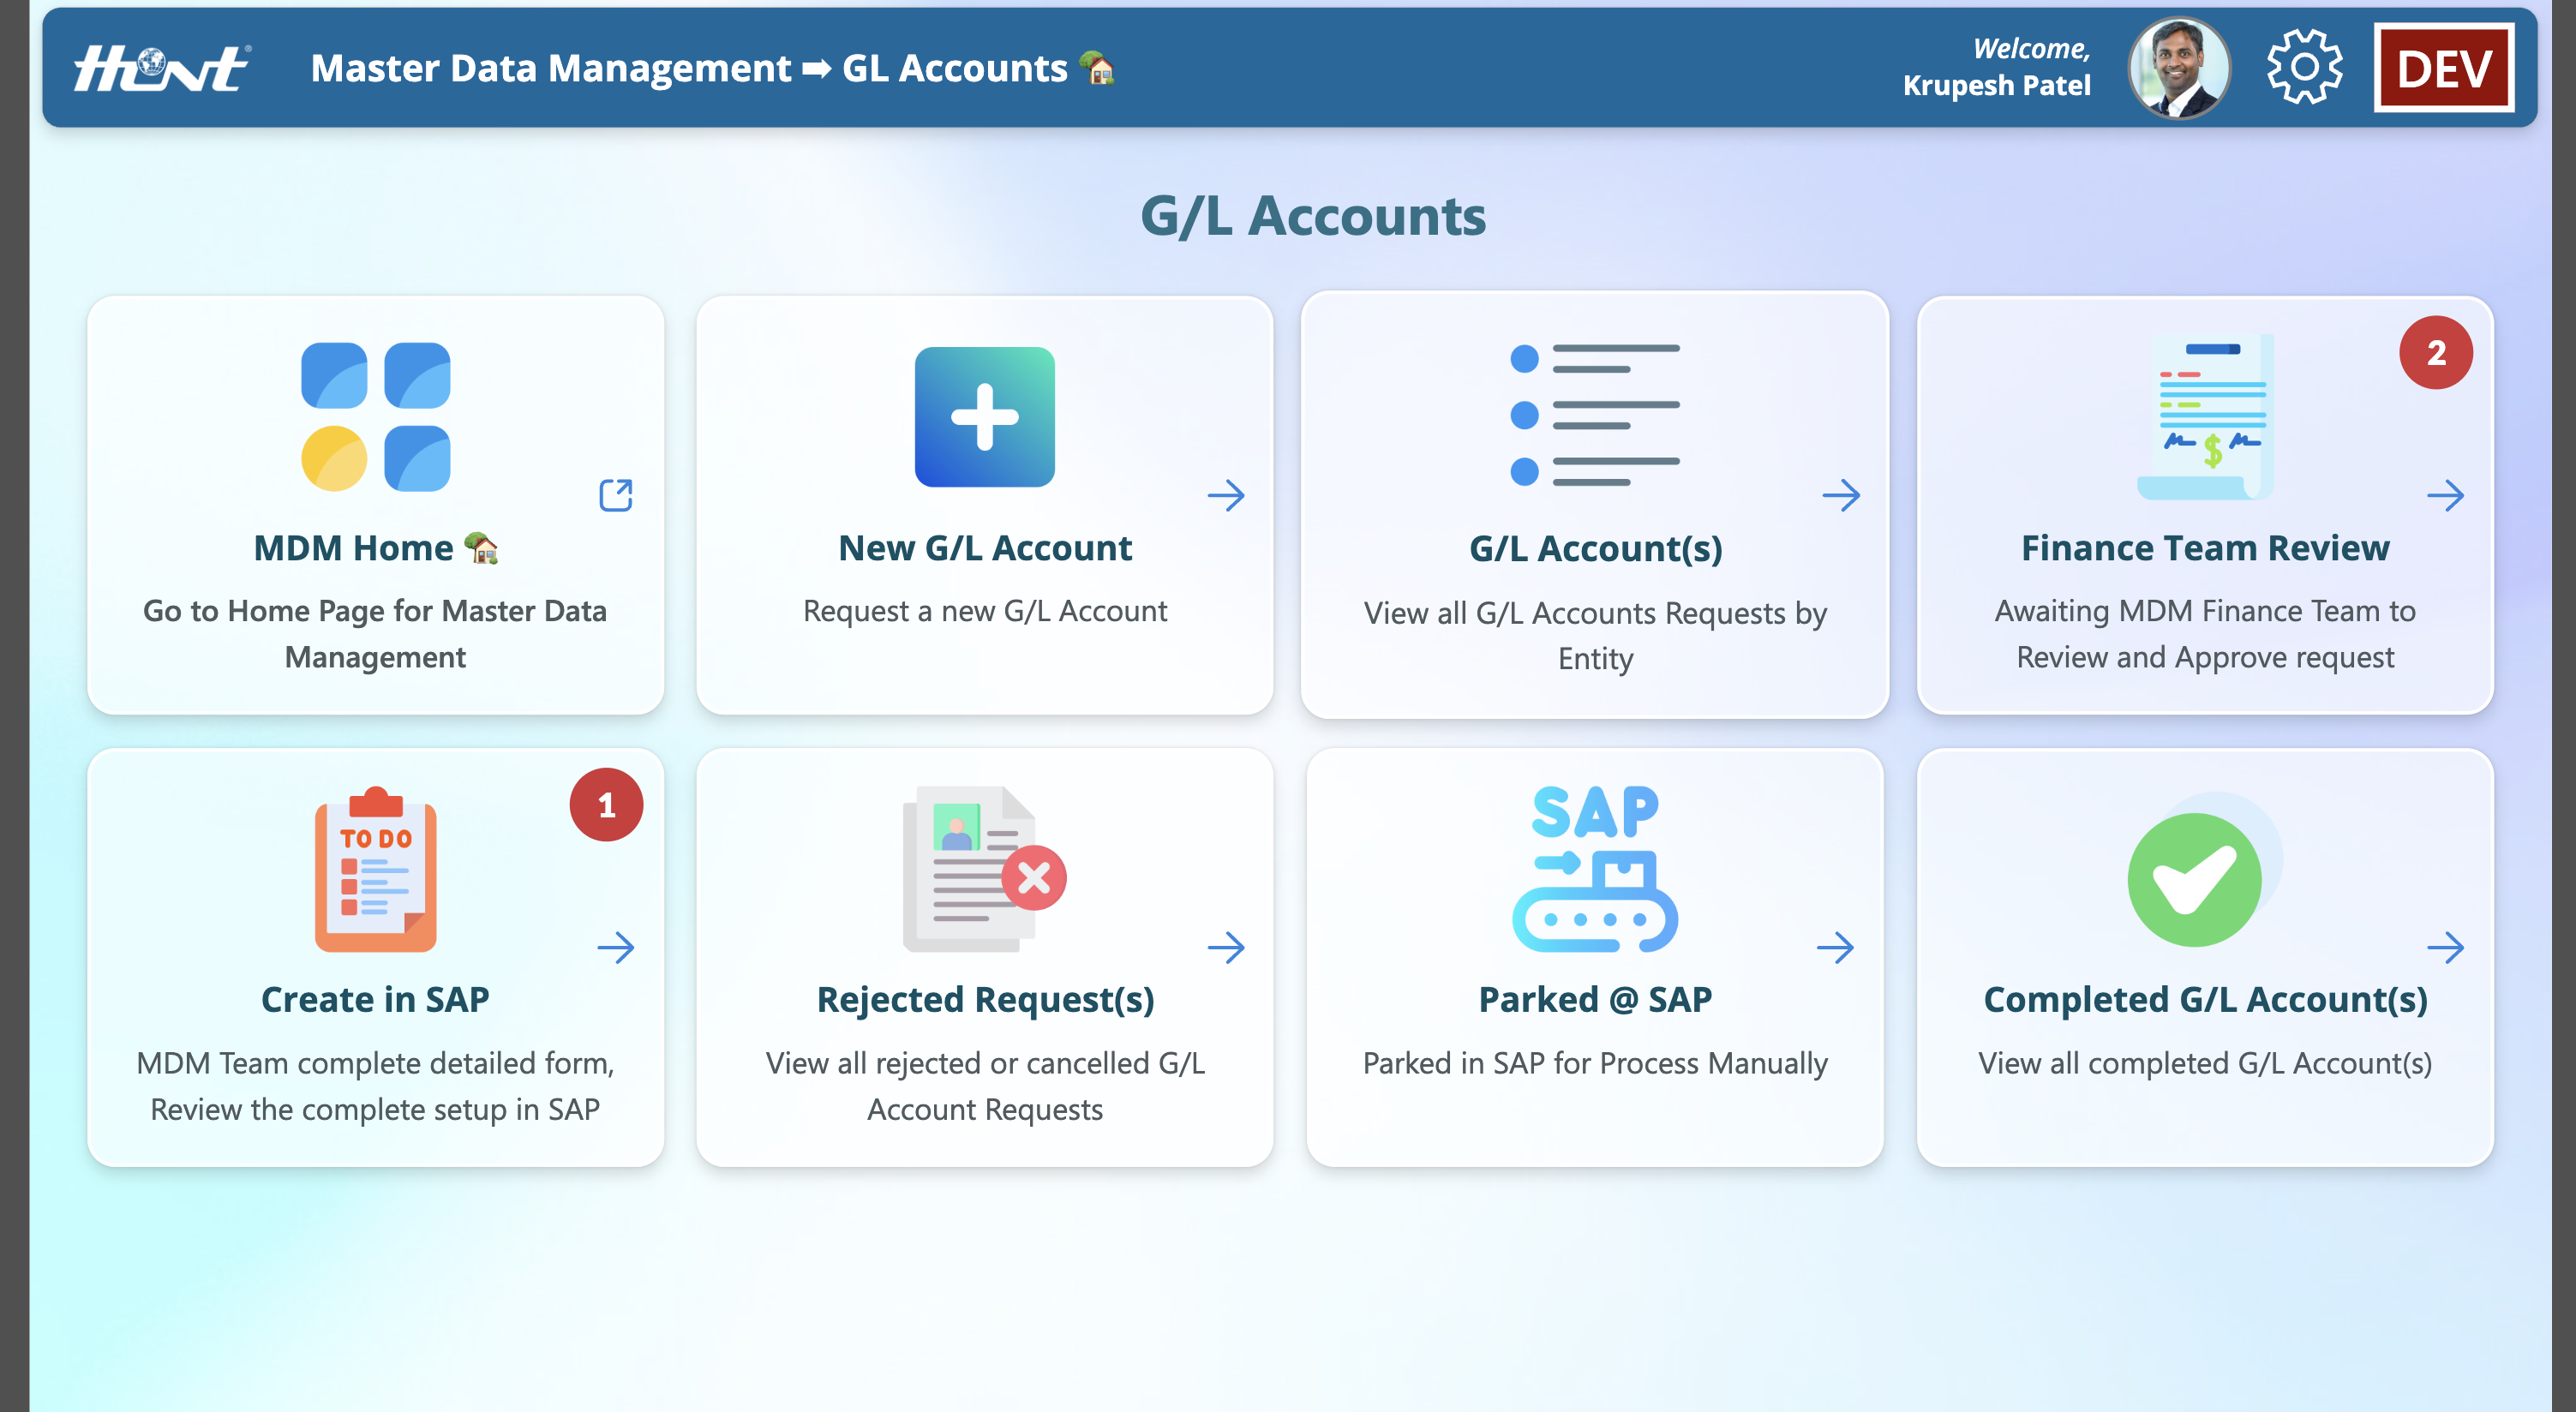 Hunt®
Master Data Management ➡ GL Accounts 🏡
Welcome,
Krupesh Patel
DEV
G/L Accounts
MDM Home 🏡
Go to Home Page for Master Data
Management
New G/L Account
Request a new G/L Account
G/L Account(s)
View all G/L Accounts Requests by
Entity
2
$
Finance Team Review
Awaiting MDM Finance Team to
Review and Approve request
1
TO DO
Create in SAP
MDM Team complete detailed form,
Review the complete setup in SAP
Rejected Request(s)
View all rejected or cancelled G/L
Account Requests
SAP
Parked @ SAP
Parked in SAP for Process Manually
Completed G/L Account(s)
View all completed G/L Account(s)